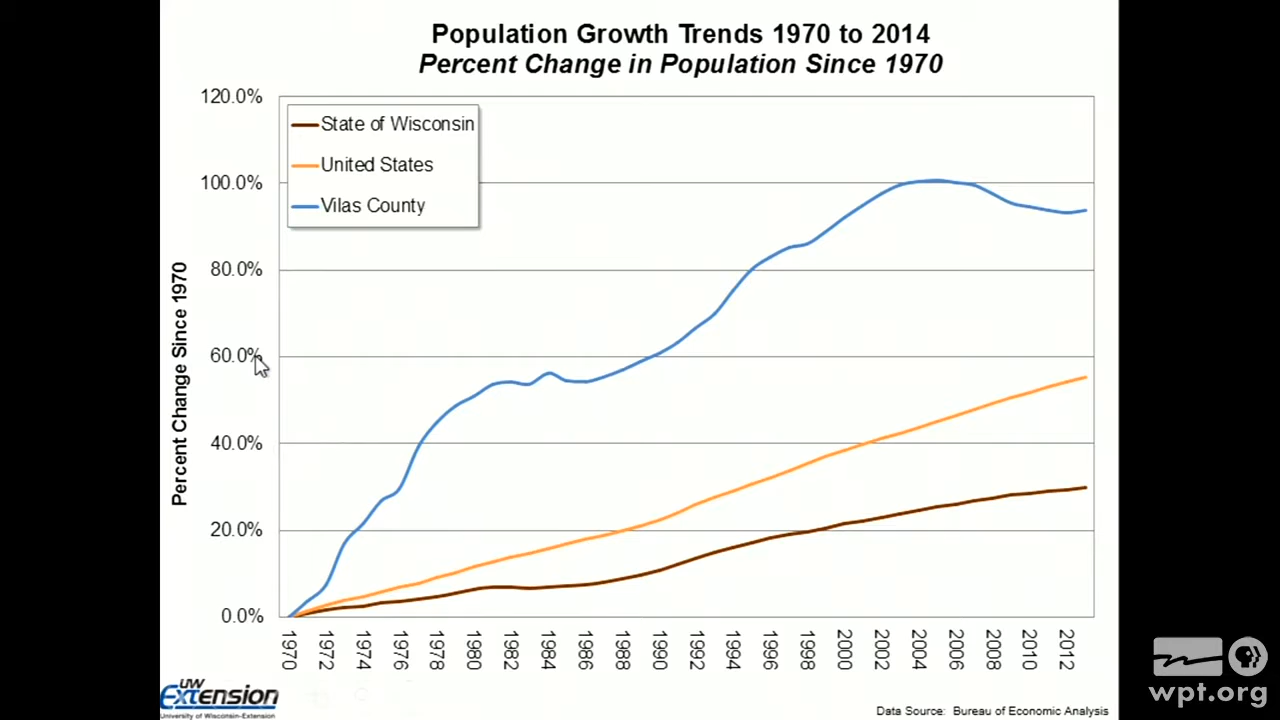 Population Growth Trends 1970 to 2014
Percent Change in Population Since 1970
120.0%
100.0%
80.0%
60.0%
40.0%
20.0%
0.0%
Percent Change Since 1970
State of Wisconsin
United States
Vilas County
1970
1972
1974
1976
1978
1980
1982
1984
1986
1988
1990
1992
1994
1996
1998
2000
2002
2004
2006
2008
2010
2012
UW
Extension
University of Wisconsin-Extension
Data Source: Bureau of Economic Analysis
wpt.org